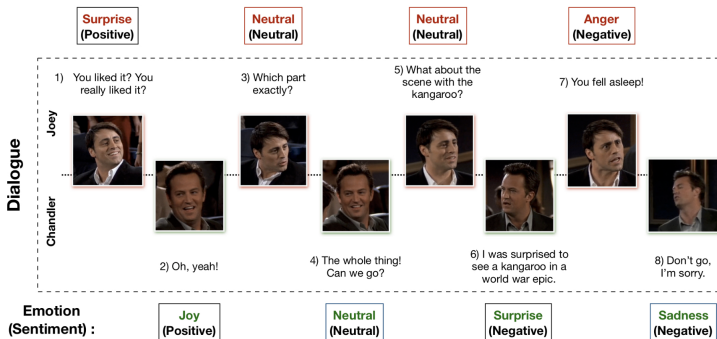 Surprise
(Positive)
Neutral
(Neutral)
Neutral
(Neutral)
Anger
(Negative)
Dialogue
Joey
Chandler
1) You liked it? You
really liked it?
2) Oh, yeah!
3) Which part
exactly?
4) The whole thing!
Can we go?
5) What about the
scene with the
kangaroo?
6) I was surprised to
see a kangaroo in a
world war epic.
7) You fell asleep!
8) Don't go,
I'm sorry.
Emotion
(Sentiment) :
Joy
(Positive)
Neutral
(Neutral)
Surprise
(Negative)
Sadness
(Negative)